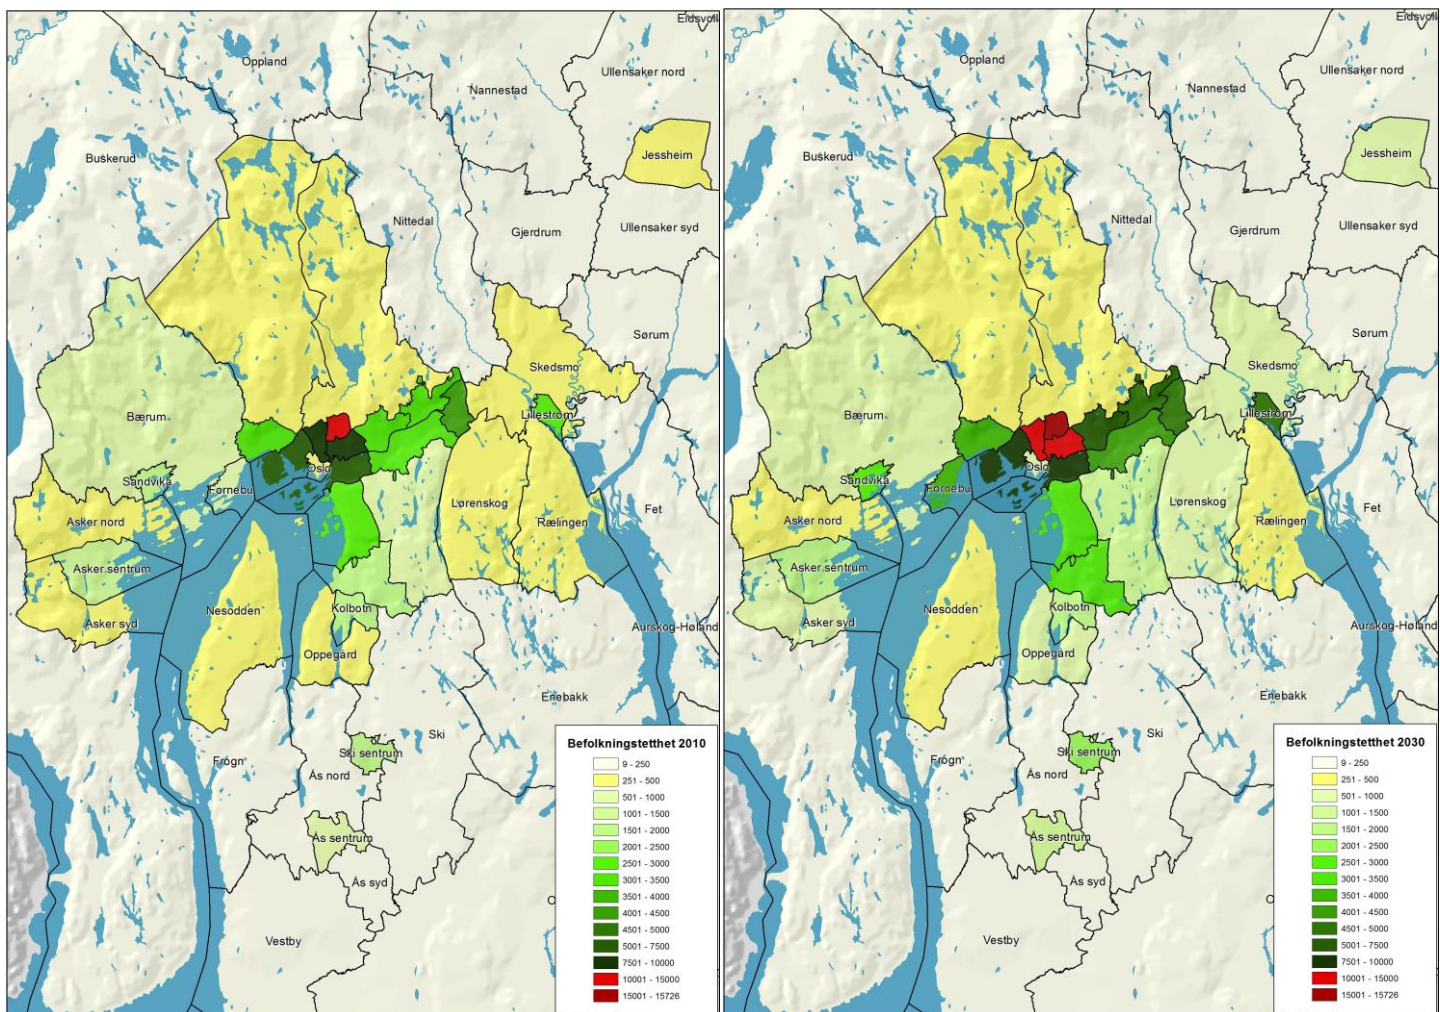 Eidsvoll
Oppland
Ullensaker nord
Nannestad
Jessheim
Buskerud
Nittedal
Ullensaker syd
Gjerdrum
Sørum
Skedsmo
Bærum
Lillestrøm
Oslo
Sandvika
Fornebu
Lørenskog
Fet
Asker nord
Rælingen
Asker sentrum
Nesodden
Kolbotn
Asker syd
Aurskog-Høland
Oppegård
Enebakk
Ski
Ski sentrum
Frogn
Ås nord
Ås sentrum
Ås syd
Vestby
Befolkningstetthet 2010
9 - 250
251 - 500
501 - 1000
1001 - 1500
1501 - 2000
2001 - 2500
2501 - 3000
3001 - 3500
3501 - 4000
4001 - 4500
4501 - 5000
5001 - 7500
7501 - 10000
10001 - 15000
15001 - 15726
Eidsvo
Oppland
Ullensaker nord
Nannestad
Jessheim
Buskerud
Nittedal
Ullensaker syd
Gjerdrum
Sørum
Skedsmo
Bærum
Lillestrøm
Oslo
Sandvika
Fornebu
Lørenskog
Fet
Asker nord
Rælingen
Asker sentrum
Nesodden
Kolbotn
Asker syd
Aurskog-Høland
Oppegård
Enebakk
Ski
Ski sentrum
Frogn
Ås nord
Ås sentrum
Ås syd
Vestby
Befolkningstetthet 2030
9 - 250
251 - 500
501 - 1000
1001 - 1500
1501 - 2000
2001 - 2500
2501 - 3000
3001 - 3500
3501 - 4000
4001 - 4500
4501 - 5000
5001 - 7500
7501 - 10000
10001 - 15000
15001 - 15726